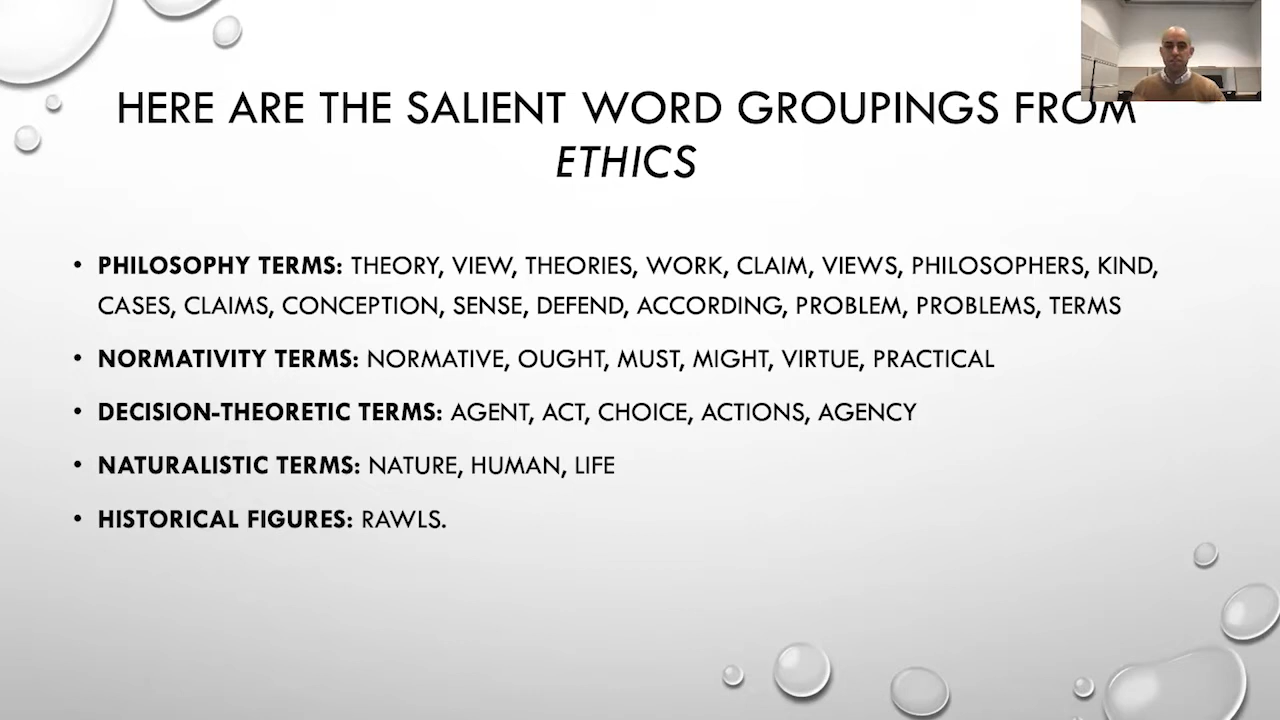 HERE ARE THE SALIENT WORD GROUPINGS FROM
ETHICS
• PHILOSOPHY TERMS: THEORY, VIEW, THEORIES, WORK, CLAIM, VIEWS, PHILOSOPHERS, KIND,
CASES, CLAIMS, CONCEPTION, SENSE, DEFEND, ACCORDING, PROBLEM, PROBLEMS, TERMS
• NORMATIVITY TERMS: NORMATIVE, OUGHT, MUST, MIGHT, VIRTUE, PRACTICAL
• DECISION-THEORETIC TERMS: AGENT, ACT, CHOICE, ACTIONS, AGENCY
• NATURALISTIC TERMS: NATURE, HUMAN, LIFE
• HISTORICAL FIGURES: RAWLS.